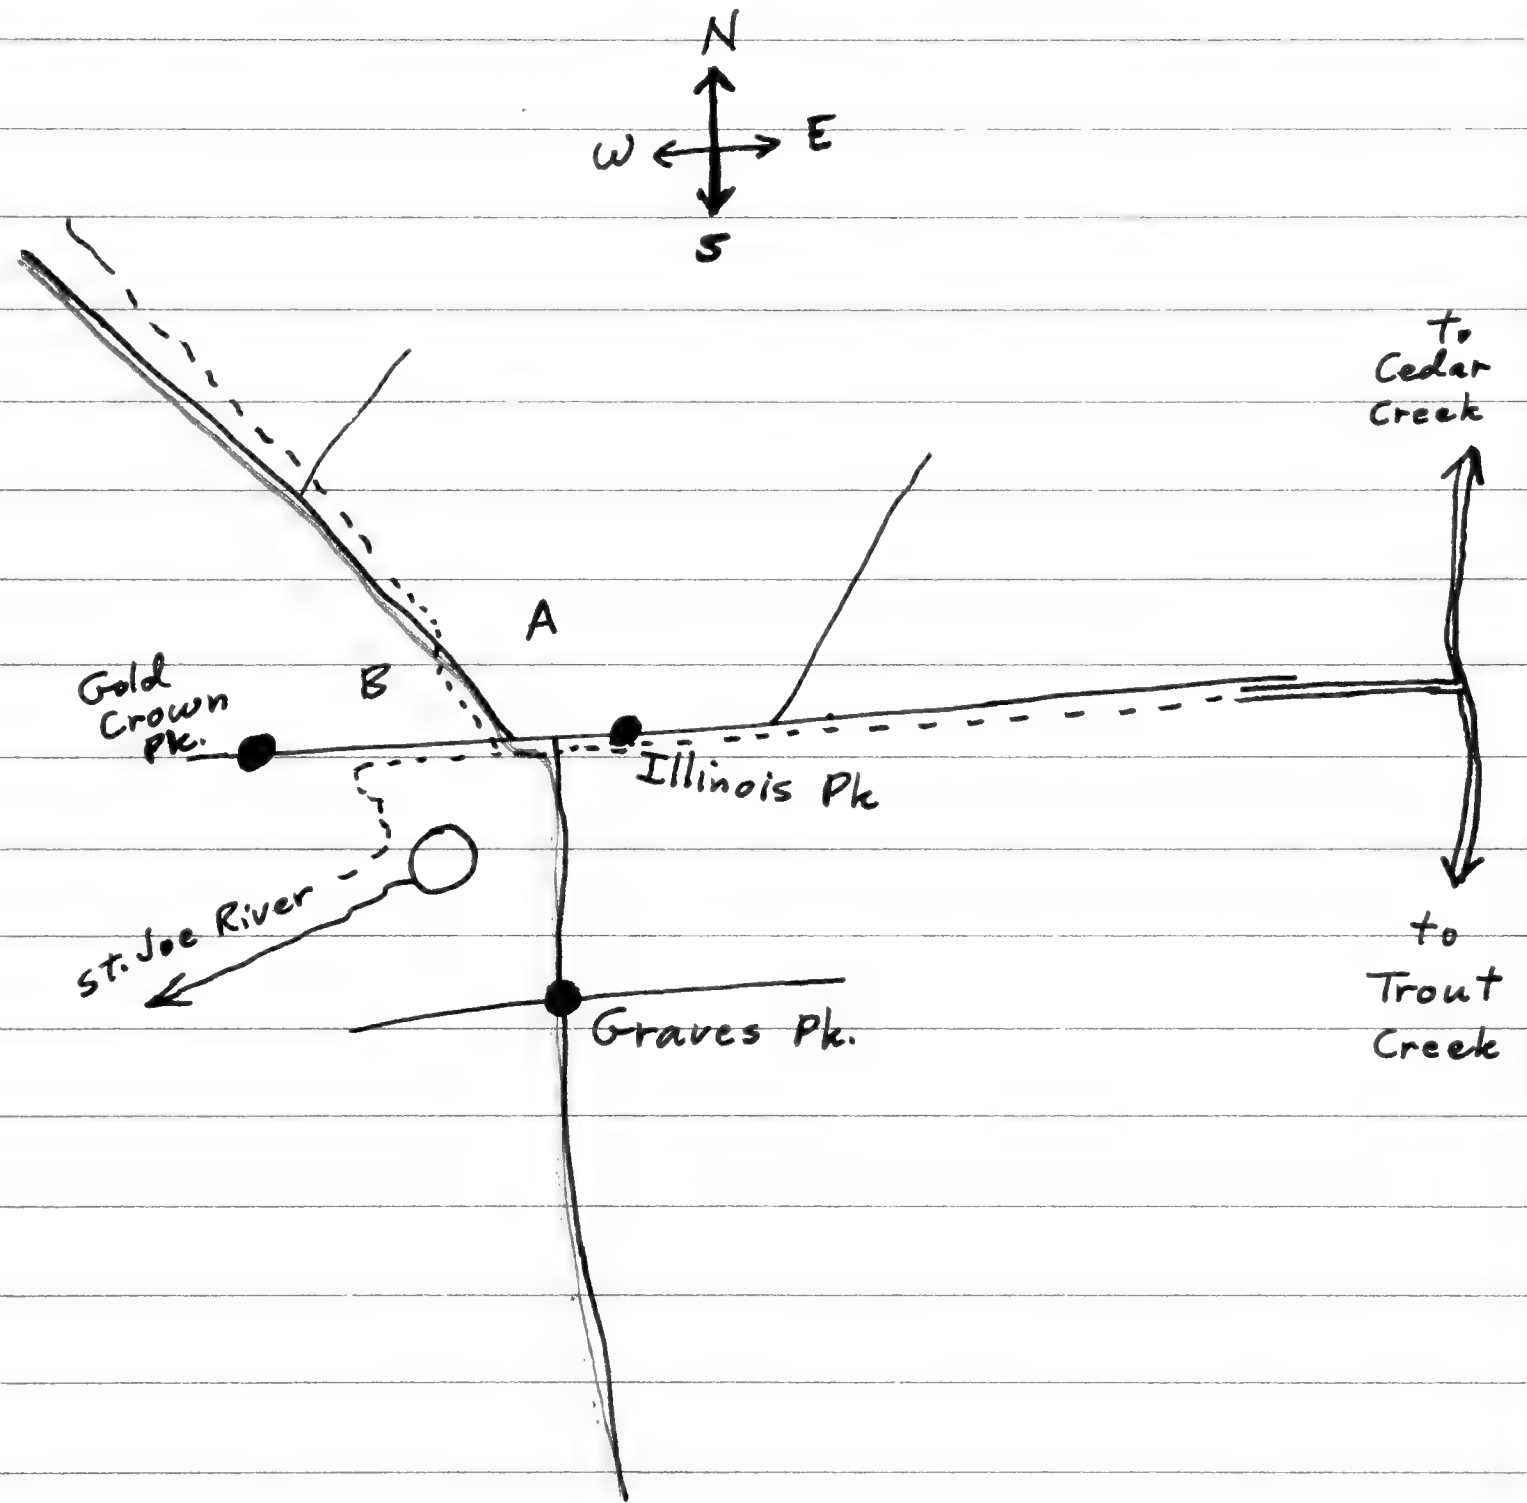 N
W E
S
to
Cedar
Creek
A
B
Gold
Crown
Pk.
Illinois Pk
St. Joe River
to
Trout
Creek
Graves Pk.